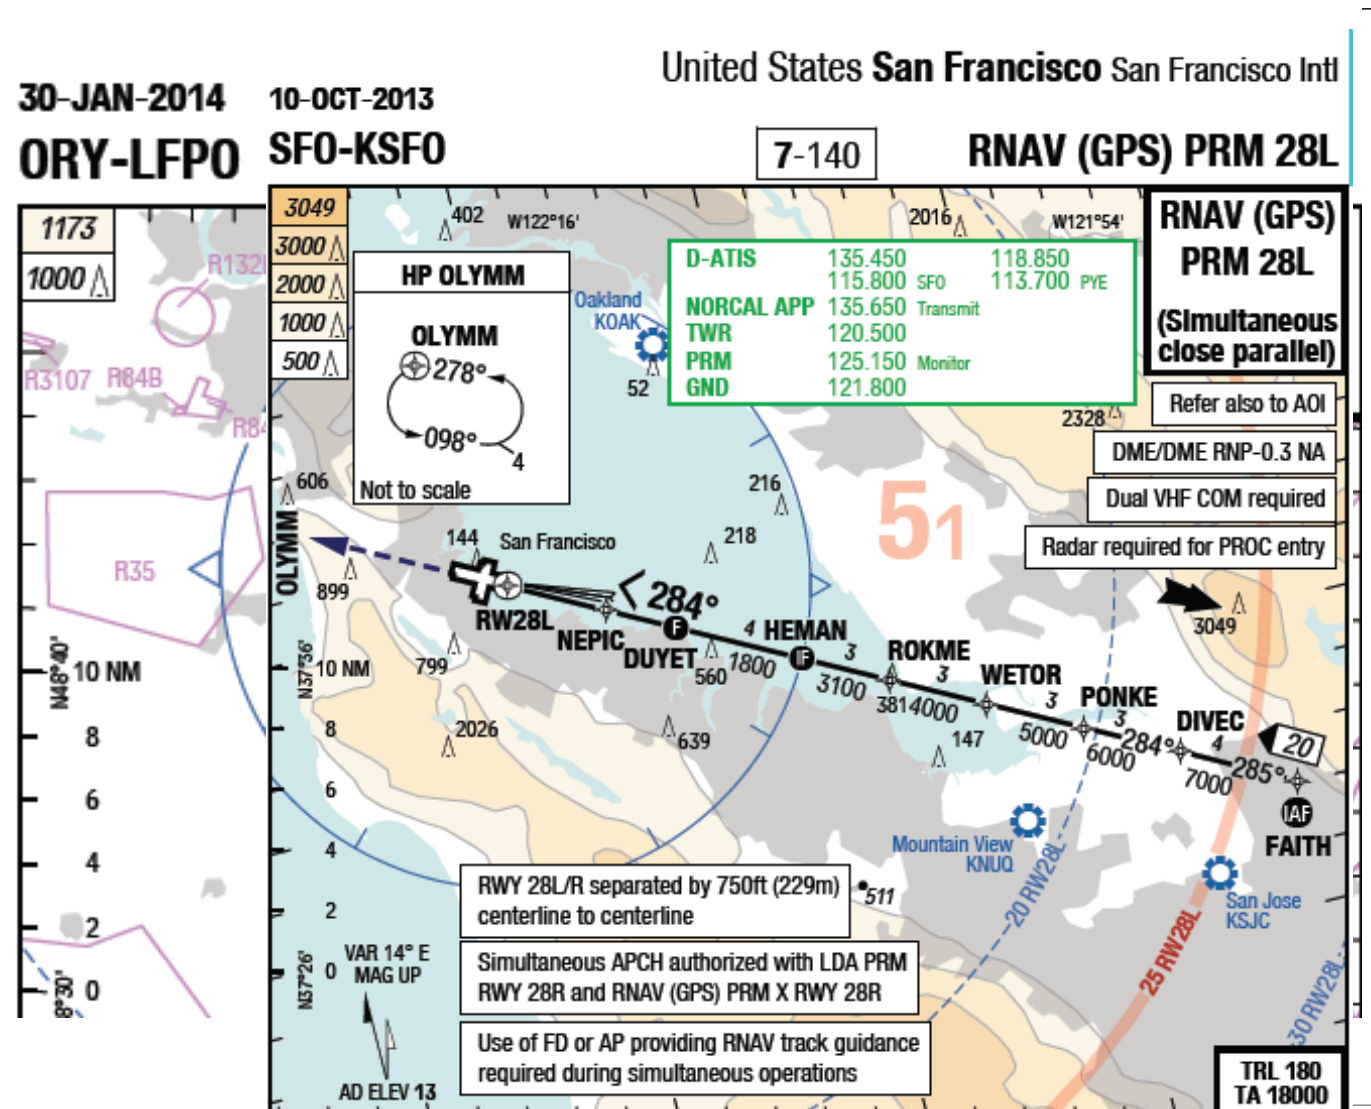 United States San Francisco San Francisco Intl
30-JAN-2014
10-OCT-2013
ORY-LFPO
SFO-KSFO
7-140
RNAV (GPS) PRM 28L
1173
1000
R3107
R84B
R35
N48°40'
10 NM
8
6
4
2
0
3049
3000
2000
1000
500
402
W122°16'
2016
W121°54'
RNAV (GPS)
PRM 28L
(Simultaneous
close parallel)
HP OLYMM
OLYMM
278°
098°
4
Not to scale
Oakland
KOAK
52
D-ATIS 135.450 118.850
115.800 SFO 113.700 PYE
NORCAL APP 135.650 Transmit
TWR 120.500
PRM 125.150 Monitor
GND 121.800
Refer also to AOI
2328
DME/DME RNP-0.3 NA
Dual VHF COM required
Radar required for PROC entry
606
216
51
OLYMM
144
San Francisco
218
899
<284°
3049
RW28L
NEPIC
DUYET
4
HEMAN
3
ROKME
3
WETOR
3
PONKE
3
DIVEC
4
20
F
IF
1800
3100
3814000
5000
6000
284°
7000
285°
IAF
FAITH
799
560
639
2026
147
N37°36'
10 NM
8
6
4
2
0
N37°26'
Mountain View
KNUQ
San Jose
KSJC
20 RW28L
25 RW28L
30 RW28L
511
RWY 28L/R separated by 750ft (229m)
centerline to centerline
Simultaneous APCH authorized with LDA PRM
RWY 28R and RNAV (GPS) PRM X RWY 28R
Use of FD or AP providing RNAV track guidance
required during simultaneous operations
VAR 14° E
MAG UP
AD ELEV 13
TRL 180
TA 18000